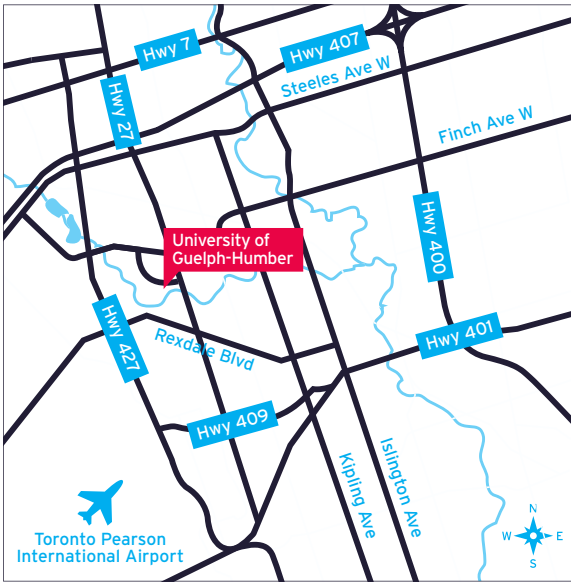 Hwy 7
Hwy 407
Steeles Ave W
Hwy 27
Finch Ave W
Hwy 400
University of
Guelph-Humber
Hwy 427
Rexdale Blvd
Hwy 401
Hwy 409
Kipling Ave
Islington Ave
Toronto Pearson
International Airport
N
W E
S